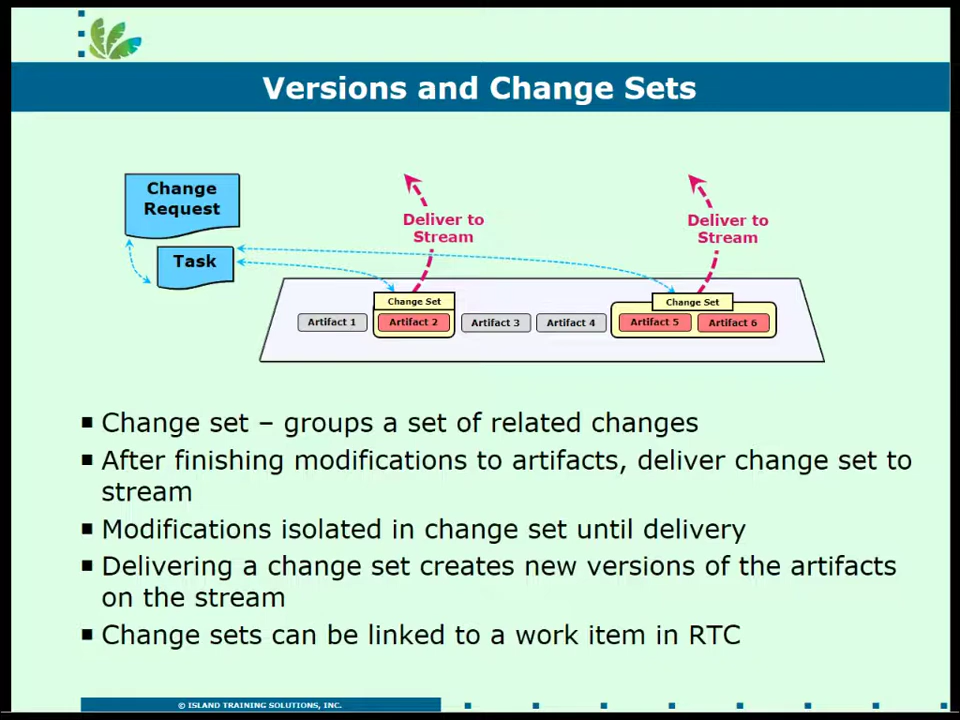 Versions and Change Sets
Change
Request
Task
Deliver to
Stream
Deliver to
Stream
Change Set
Change Set
Artifact 1
Artifact 2
Artifact 3
Artifact 4
Artifact 5
Artifact 6
Change set – groups a set of related changes
After finishing modifications to artifacts, deliver change set to
stream
Modifications isolated in change set until delivery
Delivering a change set creates new versions of the artifacts
on the stream
Change sets can be linked to a work item in RTC
© ISLAND TRAINING SOLUTIONS, INC.